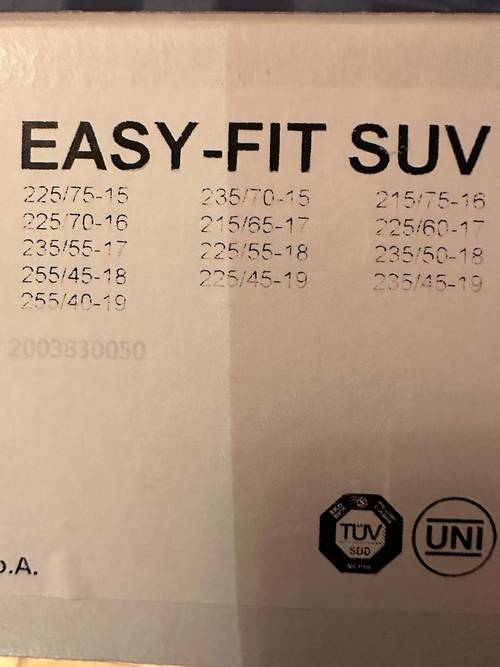 EASY-FIT SUV
225/75-15 235/70-15 215/75-16
225/70-16 215/65-17 225/60-17
235/55-17 225/55-18 235/50-18
255/45-18 225/45-19 235/45-19
255/40-19
2003830050
TÜV
SÜD
UNI
p.A.